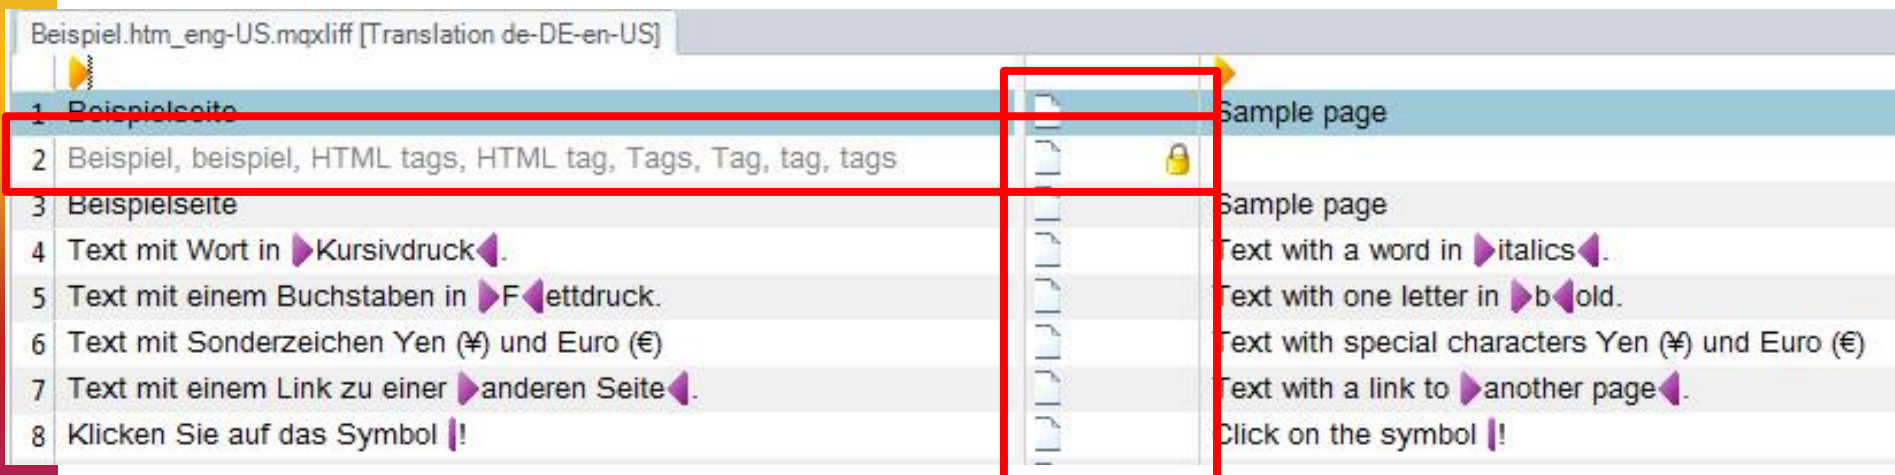 Beispiel.htm_eng-US.mqxliff [Translation de-DE-en-US]
1 Beispielseite Sample page
2 Beispiel, beispiel, HTML tags, HTML tag, Tags, Tag, tag, tags
3 Beispielseite Sample page
4 Text mit Wort in Kursivdruck. Text with a word in italics.
5 Text mit einem Buchstaben in Fettdruck. Text with one letter in bold.
6 Text mit Sonderzeichen Yen (¥) und Euro (€) Text with special characters Yen (¥) und Euro (€)
7 Text mit einem Link zu einer anderen Seite. Text with a link to another page.
8 Klicken Sie auf das Symbol ! Click on the symbol !